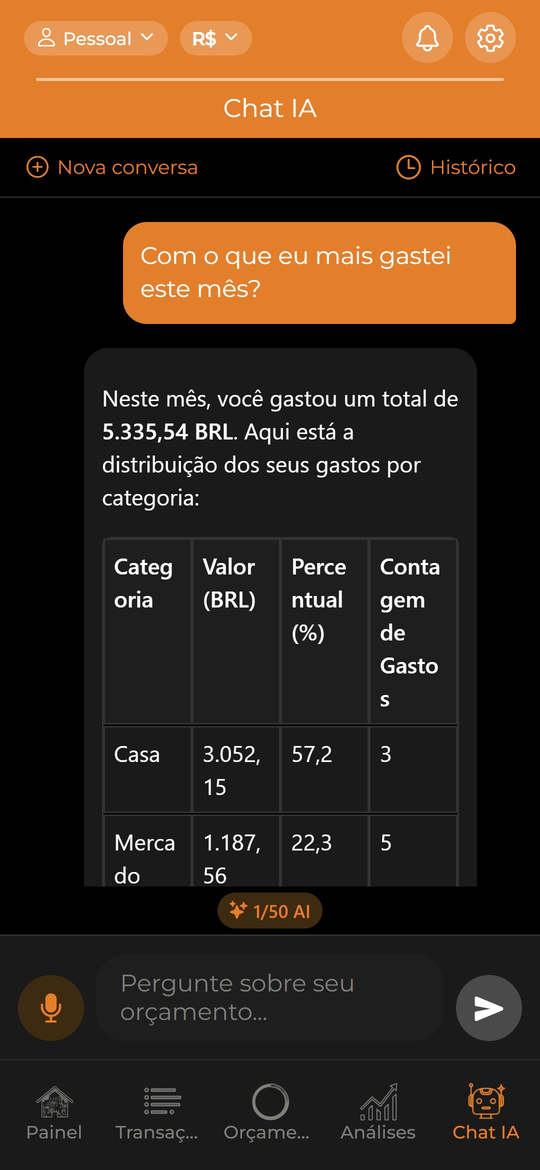 Pessoal R$
Chat IA
Nova conversa Histórico
Com o que eu mais gastei
este mês?
Neste mês, você gastou um total de
5.335,54 BRL. Aqui está a
distribuição dos seus gastos por
categoria:
Categ
oria
Valor
(BRL)
Perce
ntual
(%)
Conta
gem
de
Gasto
s
Casa
3.052,
15
57,2
3
Merca
do
1.187,
56
22,3
5
1/50 AI
Pergunte sobre seu
orçamento...
Painel Transaç... Orçame... Análises Chat IA